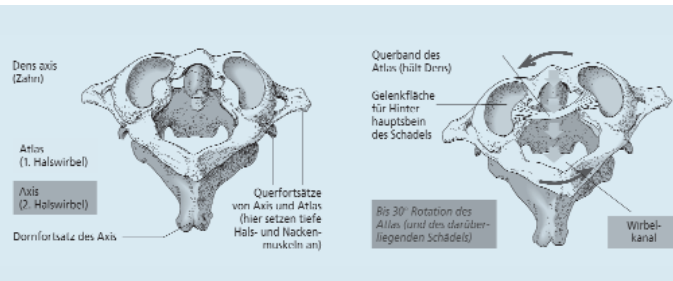 Dens axis
(Zahn)
Atlas
(1. Halswirbel)
Axis
(2. Halswirbel)
Dornfortsatz des Axis
Querfortsätze
von Axis und Atlas
(hier setzen tiefe
Hals- und Nacken-
muskeln an)
Querband des
Atlas (hält Dens)
Gelenkfläche
für Hinter
hauptsbein
des Schädels
Bis 30° Rotation des
Atlas (und des darüber-
liegenden Schädels)
Wirbel-
kanal